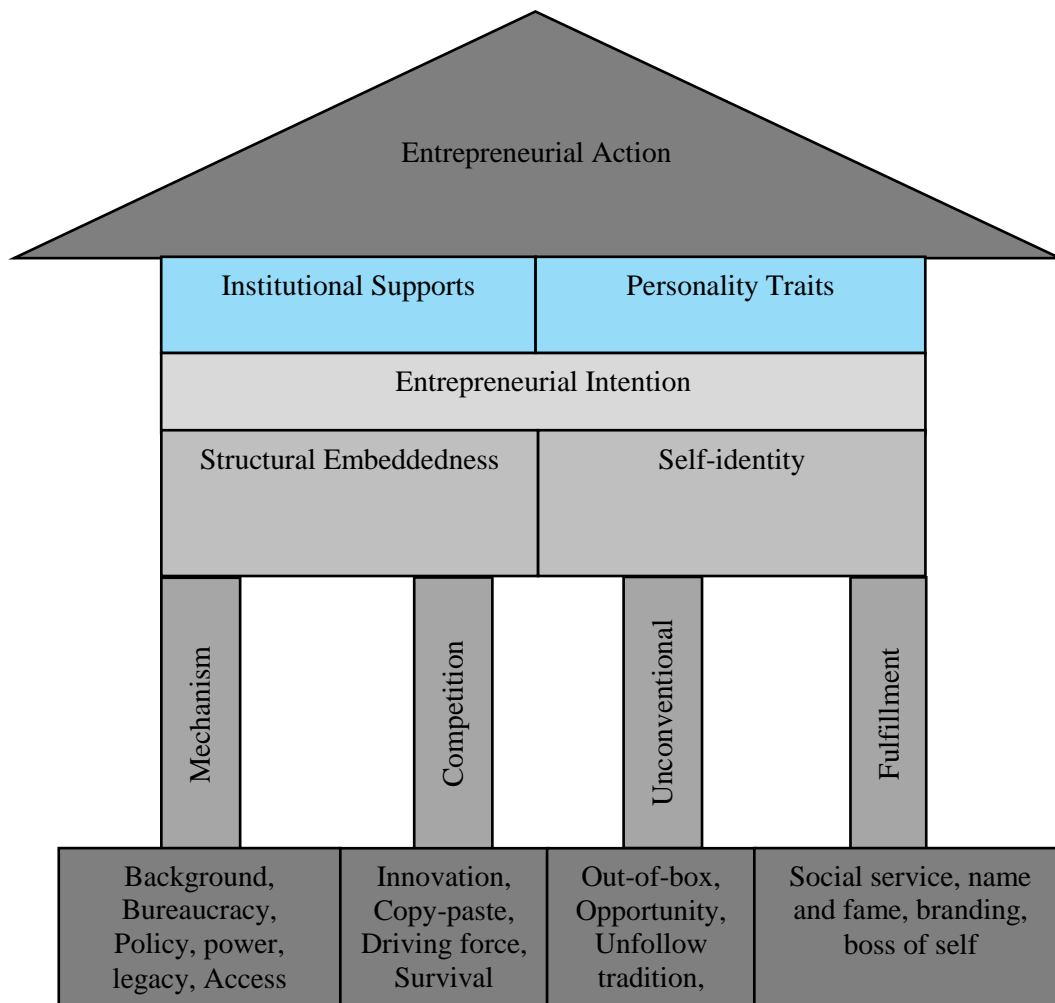 Entrepreneurial Action
Institutional Supports
Personality Traits
Entrepreneurial Intention
Structural Embeddedness
Self-identity
Mechanism
Competition
Unconventional
Fulfillment
Background,
Bureaucracy,
Policy, power,
legacy, Access
Innovation,
Copy-paste,
Driving force,
Survival
Out-of-box,
Opportunity,
Unfollow
tradition,
Social service, name
and fame, branding,
boss of self